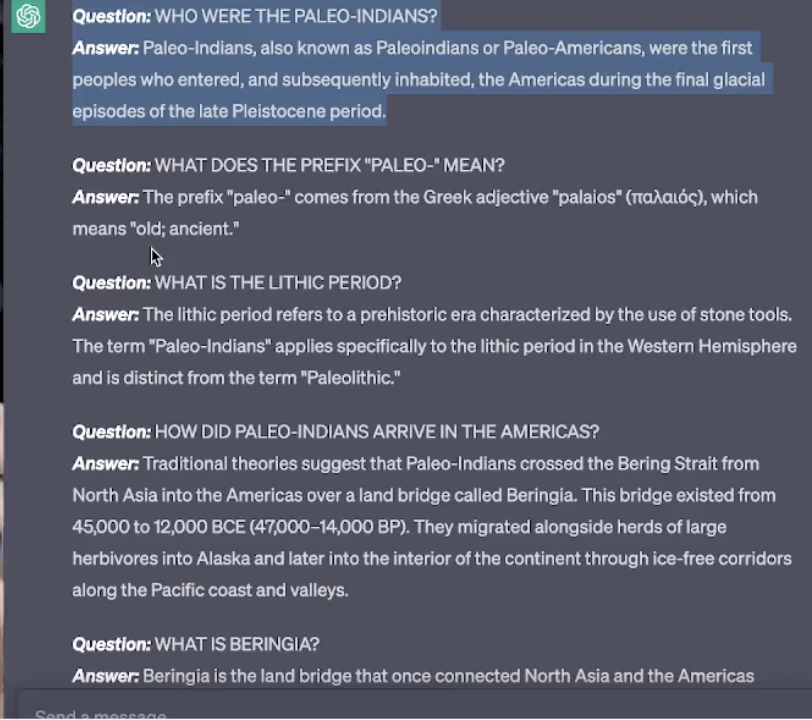 Question: WHO WERE THE PALEO-INDIANS?
Answer: Paleo-Indians, also known as Paleoindians or Paleo-Americans, were the first
peoples who entered, and subsequently inhabited, the Americas during the final glacial
episodes of the late Pleistocene period.
Question: WHAT DOES THE PREFIX "PALEO-" MEAN?
Answer: The prefix "paleo-" comes from the Greek adjective "palaios" (παλαιός), which
means "old; ancient."
Question: WHAT IS THE LITHIC PERIOD?
Answer: The lithic period refers to a prehistoric era characterized by the use of stone tools.
The term "Paleo-Indians" applies specifically to the lithic period in the Western Hemisphere
and is distinct from the term "Paleolithic."
Question: HOW DID PALEO-INDIANS ARRIVE IN THE AMERICAS?
Answer: Traditional theories suggest that Paleo-Indians crossed the Bering Strait from
North Asia into the Americas over a land bridge called Beringia. This bridge existed from
45,000 to 12,000 BCE (47,000–14,000 BP). They migrated alongside herds of large
herbivores into Alaska and later into the interior of the continent through ice-free corridors
along the Pacific coast and valleys.
Question: WHAT IS BERINGIA?
Answer: Beringia is the land bridge that once connected North Asia and the Americas
Send a message